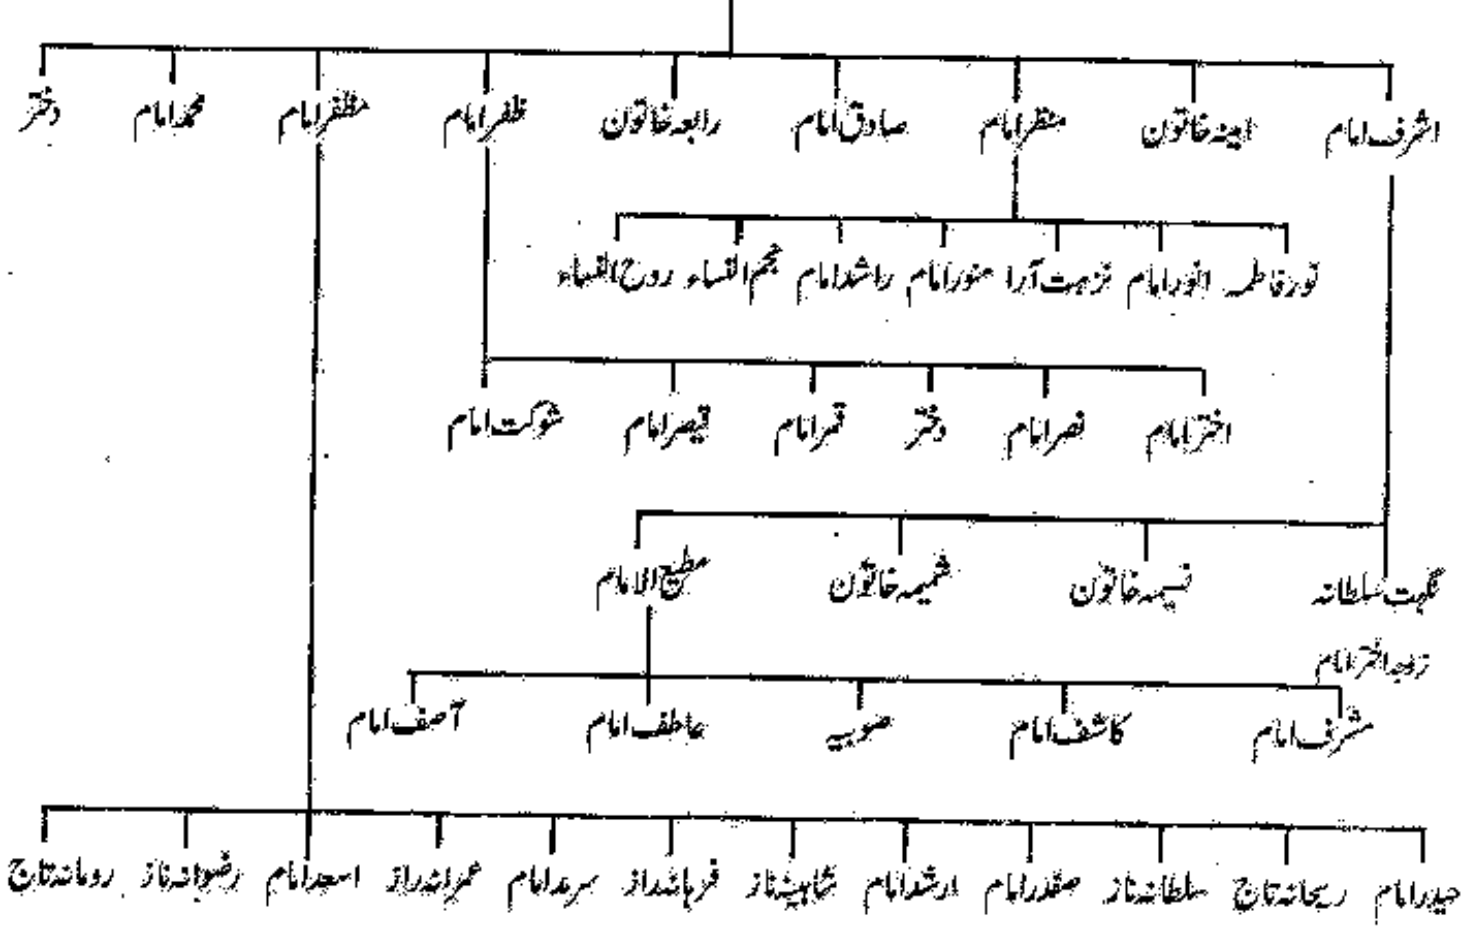 اشرف امام امینہ خاتون منظر امام صادق امام رابعہ خاتون ظفر امام مظفر امام محمد امام دختر
نور فاطمہ انور امام نزہت آرا منور امام راشد امام نجم النساء روح النساء
اختر امام نصر امام دختر قمر امام قیصر امام شوکت امام
نگہت سلطانہ نسیمہ خاتون شمیمہ خاتون مطیع الامام
زوجہ اختر امام
مشرف امام کاشف امام صوبیہ عاطف امام آصف امام
حیدر امام ریحانہ تاج سلطانہ ناز صفدر امام ارشد امام شاہینہ ناز فرحانہ ناز سرمد امام عمرانہ راز اسعد امام رضوانہ ناز رومانہ تاج